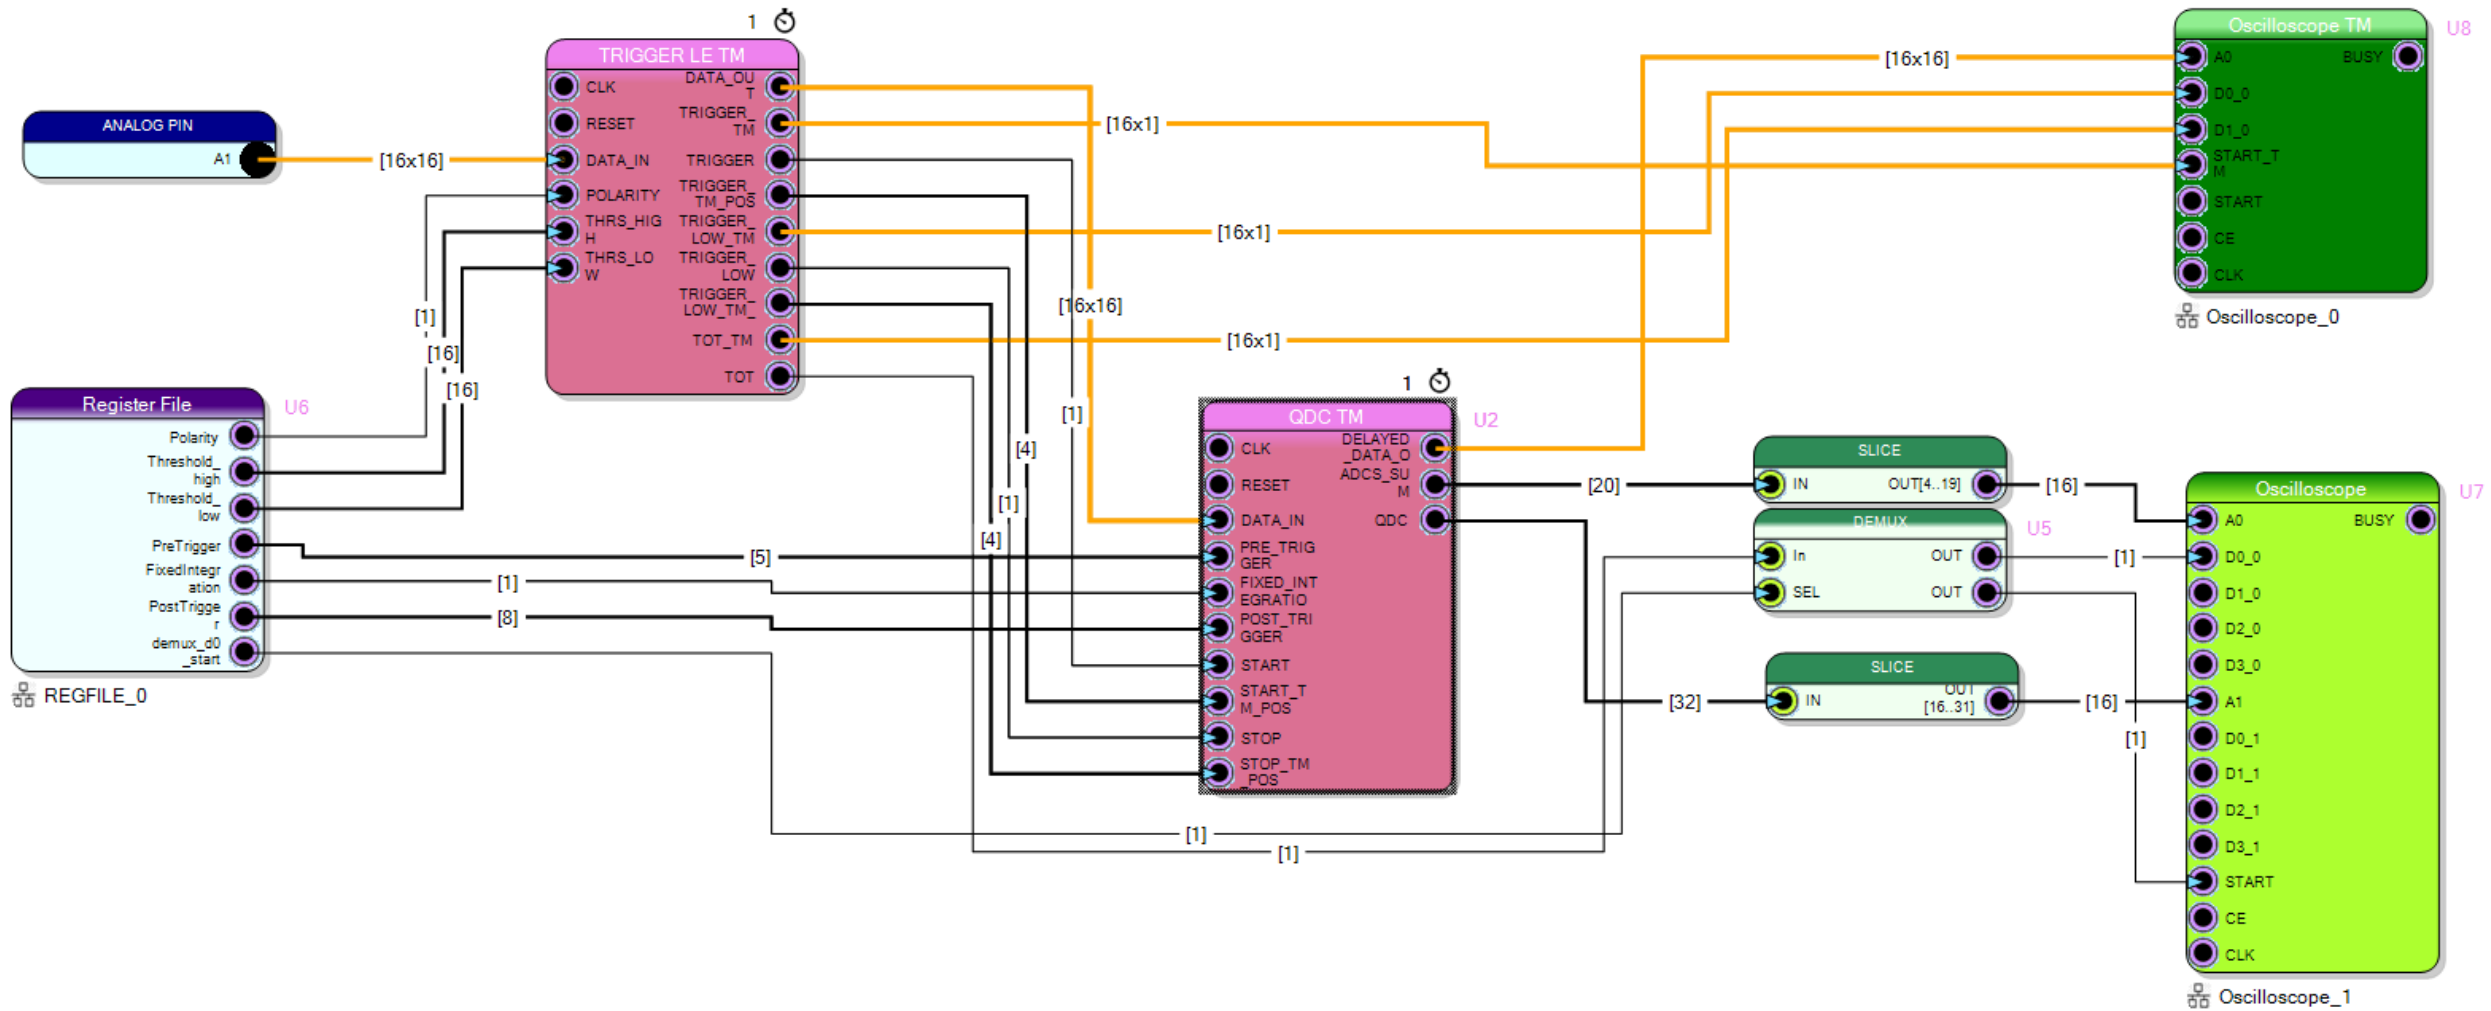 ANALOG PIN
A1
[16x16]
1
TRIGGER LE TM
CLK
RESET
DATA_IN
POLARITY
THRS_HIG
H
THRS_LO
W
DATA_OU
T
TRIGGER_
TM
TRIGGER
TRIGGER_
TM_POS
TRIGGER_
LOW_TM
TRIGGER_
LOW
TRIGGER_
LOW_TM_
TOT_TM
TOT
[1]
[16]
[16]
Register File
U6
Polarity
Threshold_
high
Threshold_
low
PreTrigger
FixedIntegr
ation
PostTrigge
r
demux_d0
_start
REGFILE_0
[5]
[1]
[8]
[16x1]
[16x1]
[16x16]
[16x1]
[1]
[4]
[1]
[4]
[1]
[1]
1
QDC TM
U2
CLK
RESET
DATA_IN
PRE_TRIG
GER
FIXED_INT
EGRATIO
POST_TRI
GGER
START
START_T
M_POS
STOP
STOP_TM
_POS
DELAYED
_DATA_O
ADCS_SU
M
QDC
[16x16]
[20]
[32]
SLICE
IN
OUT[4..19]
[16]
DEMUX
U5
In
SEL
OUT
OUT
[1]
SLICE
IN
OUT
[16..31]
[16]
[1]
Oscilloscope TM
U8
A0
D0_0
D1_0
START_T
M
START
CE
CLK
BUSY
Oscilloscope_0
Oscilloscope
U7
A0
D0_0
D1_0
D2_0
D3_0
A1
D0_1
D1_1
D2_1
D3_1
START
CE
CLK
BUSY
Oscilloscope_1